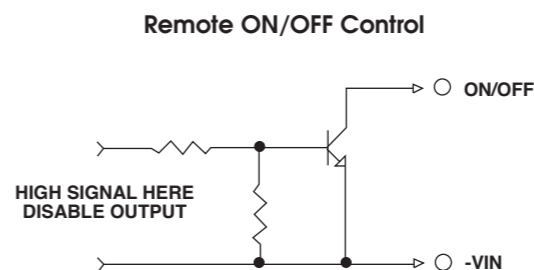 Remote ON/OFF Control
ON/OFF
HIGH SIGNAL HERE
DISABLE OUTPUT
-VIN